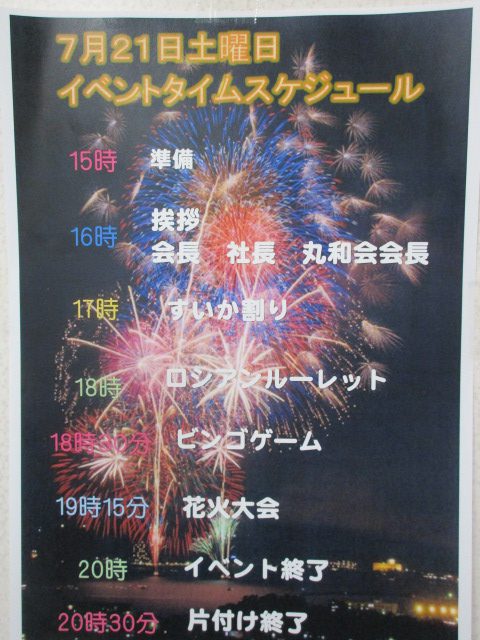 7月21日土曜日
イベントタイムスケジュール
15時 準備
16時 挨拶
会長 社長 丸和会会長
17時 すいか割り
18時 ロシアンルーレット
18時30分 ビンゴゲーム
19時15分 花火大会
20時 イベント終了
20時30分 片付け終了